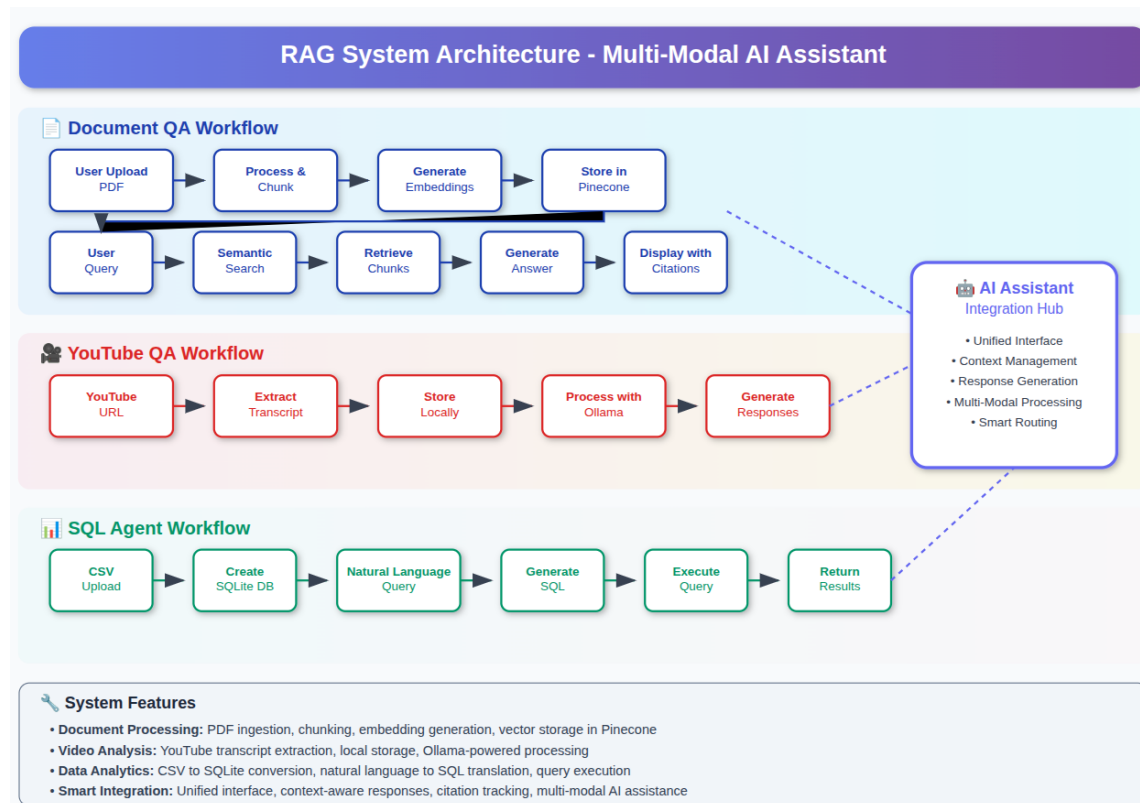 RAG System Architecture - Multi-Modal AI Assistant
📄 Document QA Workflow
User Upload
PDF
Process &
Chunk
Generate
Embeddings
Store in
Pinecone
User
Query
Semantic
Search
Retrieve
Chunks
Generate
Answer
Display with
Citations
🤖 AI Assistant
Integration Hub
• Unified Interface
• Context Management
• Response Generation
• Multi-Modal Processing
• Smart Routing
🎥 YouTube QA Workflow
YouTube
URL
Extract
Transcript
Store
Locally
Process with
Ollama
Generate
Responses
📊 SQL Agent Workflow
CSV
Upload
Create
SQLite DB
Natural Language
Query
Generate
SQL
Execute
Query
Return
Results
🔧 System Features
• Document Processing: PDF ingestion, chunking, embedding generation, vector storage in Pinecone
• Video Analysis: YouTube transcript extraction, local storage, Ollama-powered processing
• Data Analytics: CSV to SQLite conversion, natural language to SQL translation, query execution
• Smart Integration: Unified interface, context-aware responses, citation tracking, multi-modal AI assistance